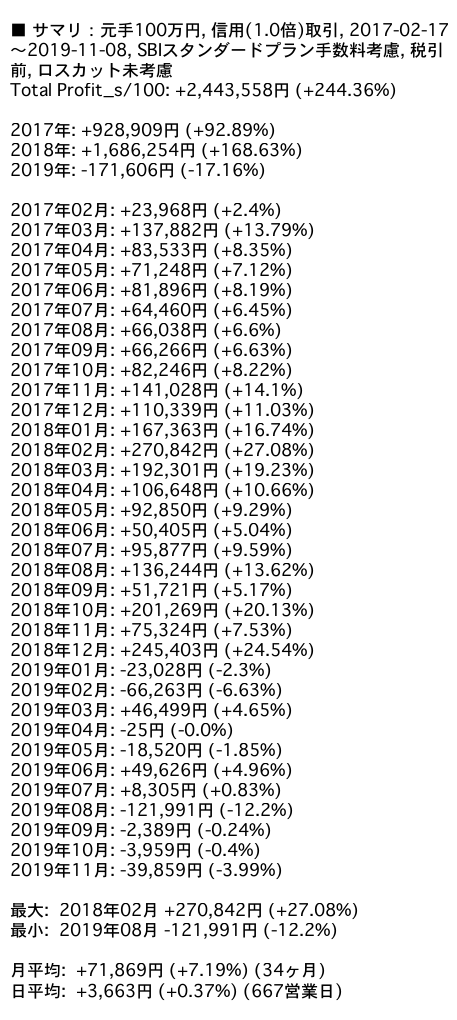 ■ サマリ：元手100万円, 信用(1.0倍)取引, 2017-02-17
〜2019-11-08, SBIスタンダードプラン手数料考慮, 税引
前, ロスカット未考慮
Total Profit_s/100: +2,443,558円 (+244.36%)
2017年: +928,909円 (+92.89%)
2018年: +1,686,254円 (+168.63%)
2019年: -171,606円 (-17.16%)
2017年02月: +23,968円 (+2.4%)
2017年03月: +137,882円 (+13.79%)
2017年04月: +83,533円 (+8.35%)
2017年05月: +71,248円 (+7.12%)
2017年06月: +81,896円 (+8.19%)
2017年07月: +64,460円 (+6.45%)
2017年08月: +66,038円 (+6.6%)
2017年09月: +66,266円 (+6.63%)
2017年10月: +82,246円 (+8.22%)
2017年11月: +141,028円 (+14.1%)
2017年12月: +110,339円 (+11.03%)
2018年01月: +167,363円 (+16.74%)
2018年02月: +270,842円 (+27.08%)
2018年03月: +192,301円 (+19.23%)
2018年04月: +106,648円 (+10.66%)
2018年05月: +92,850円 (+9.29%)
2018年06月: +50,405円 (+5.04%)
2018年07月: +95,877円 (+9.59%)
2018年08月: +136,244円 (+13.62%)
2018年09月: +51,721円 (+5.17%)
2018年10月: +201,269円 (+20.13%)
2018年11月: +75,324円 (+7.53%)
2018年12月: +245,403円 (+24.54%)
2019年01月: -23,028円 (-2.3%)
2019年02月: -66,263円 (-6.63%)
2019年03月: +46,499円 (+4.65%)
2019年04月: -25円 (-0.0%)
2019年05月: -18,520円 (-1.85%)
2019年06月: +49,626円 (+4.96%)
2019年07月: +8,305円 (+0.83%)
2019年08月: -121,991円 (-12.2%)
2019年09月: -2,389円 (-0.24%)
2019年10月: -3,959円 (-0.4%)
2019年11月: -39,859円 (-3.99%)
最大: 2018年02月 +270,842円 (+27.08%)
最小: 2019年08月 -121,991円 (-12.2%)
月平均: +71,869円 (+7.19%) (34ヶ月)
日平均: +3,663円 (+0.37%) (667営業日)